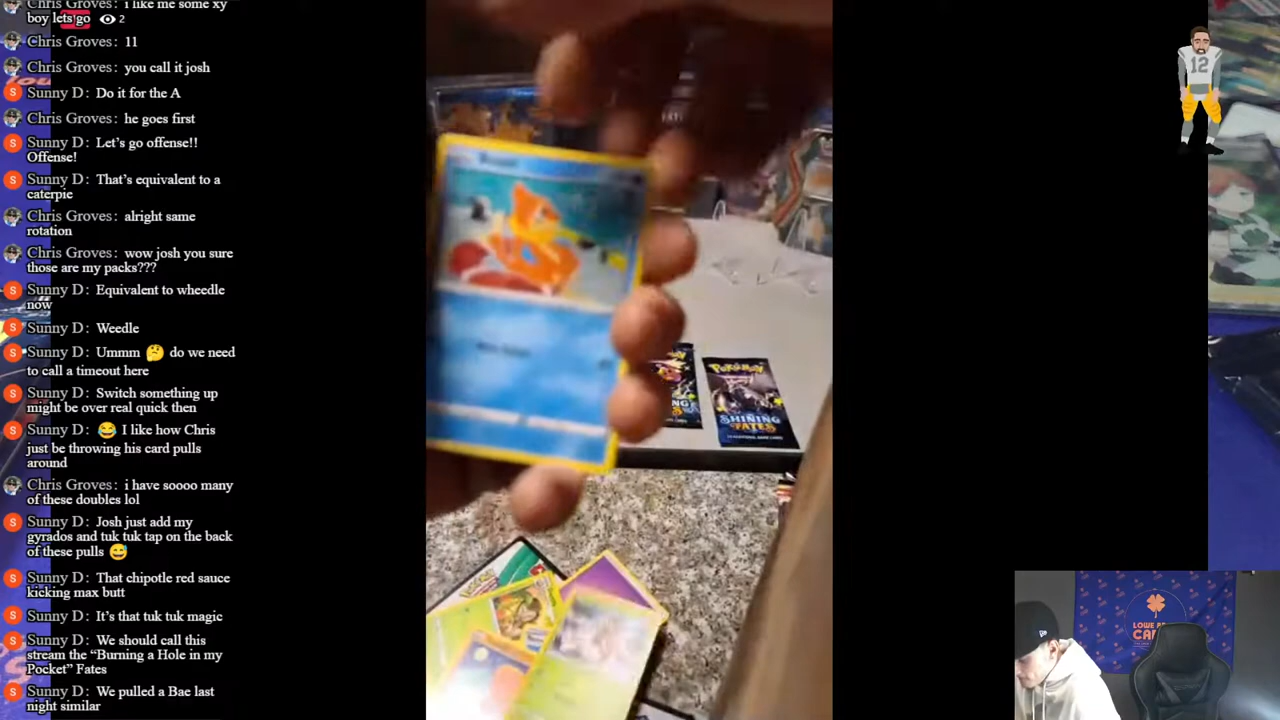 Chris Groves: i like me some xy
boy lets go 2
Chris Groves: 11
Chris Groves: you call it josh
Sunny D: Do it for the A
Chris Groves: he goes first
Sunny D: Let's go offense!!
Offense!
Sunny D: That's equivalent to a
caterpie
Chris Groves: alright same
rotation
Chris Groves: wow josh you sure
those are my packs???
Sunny D: Equivalent to wheedle
now
Sunny D: Weedle
Sunny D: Ummm 🤔 do we need
to call a timeout here
Sunny D: Switch something up
might be over real quick then
Sunny D: 😂 I like how Chris
just be throwing his card pulls
around
Chris Groves: i have soooo many
of these doubles lol
Sunny D: Josh just add my
gyrados and tuk tuk tap on the back
of these pulls 😅
Sunny D: That chipotle red sauce
kicking max butt
Sunny D: It's that tuk tuk magic
Sunny D: We should call this
stream the “Burning a Hole in my
Pocket” Fates
Sunny D: We pulled a Bae last
night similar
12
POKéMON
SHINING
FATES